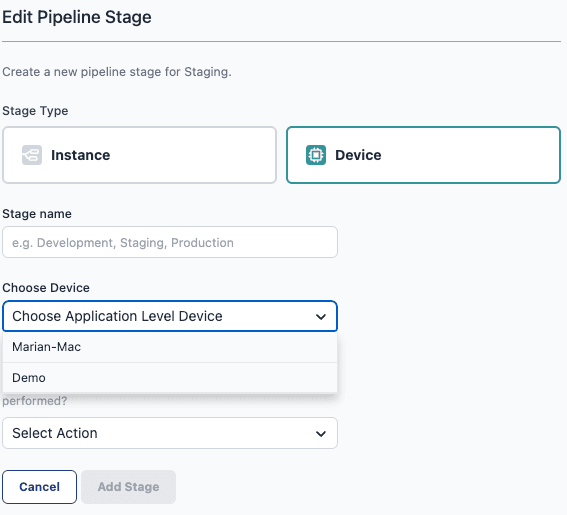 Edit Pipeline Stage
Create a new pipeline stage for Staging.
Stage Type
Instance
Device
Stage name
e.g. Development, Staging, Production
Choose Device
Choose Application Level Device
Marian-Mac
Demo
performed?
Select Action
Cancel
Add Stage